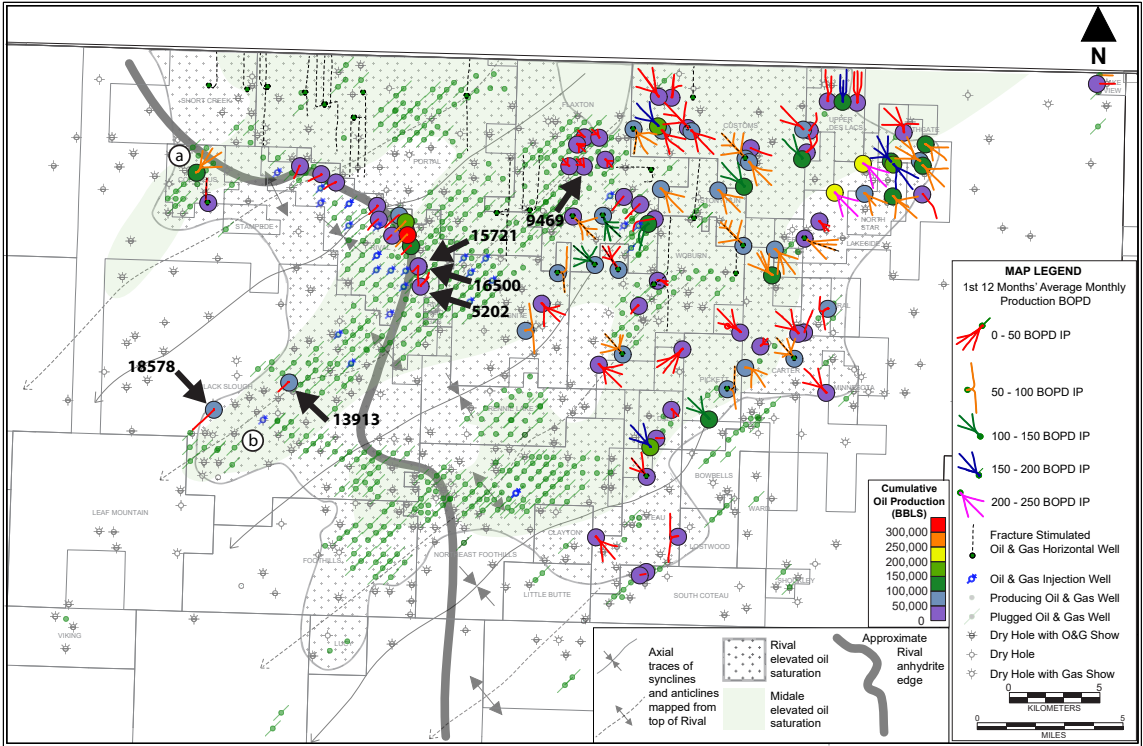 N
SHORT CREEK
FLAXTON
CUSTOMS
UPPER
DES LACS
a
PORTAL
9469
STAMPEDE
15721
NORTH
STAR
LAKESIDE
WOBURN
16500
5202
18578
BLACK SLOUGH
13913
b
RENNIE LAKE
CARTER
MINNESOTA
BOWBELLS
WARD
LEAF MOUNTAIN
CLAYTON
COTEAU
LOSTWOOD
NORTHEAST FOOTHILLS
FOOTHILLS
LITTLE BUTTE
SOUTH COTEAU
SHOCKLEY
VIKING
LUCY
MAP LEGEND
1st 12 Months' Average Monthly
Production BOPD
0 - 50 BOPD IP
50 - 100 BOPD IP
100 - 150 BOPD IP
150 - 200 BOPD IP
200 - 250 BOPD IP
Fracture Stimulated
Oil & Gas Horizontal Well
Oil & Gas Injection Well
Producing Oil & Gas Well
Plugged Oil & Gas Well
Dry Hole with O&G Show
Dry Hole
Dry Hole with Gas Show
0 5
KILOMETERS
0 5
MILES
Cumulative
Oil Production
(BBLS)
300,000
250,000
200,000
150,000
100,000
50,000
0
Axial
traces of
synclines
and anticlines
mapped from
top of Rival
Rival
elevated oil
saturation
Midale
elevated oil
saturation
Approximate
Rival
anhydrite
edge